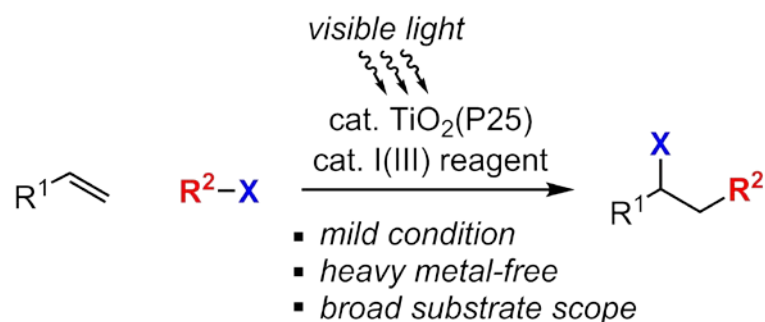 visible light
cat. TiO₂(P25)
cat. I(III) reagent
R¹
R²–X
X
R¹
R²
▪ mild condition
▪ heavy metal-free
▪ broad substrate scope